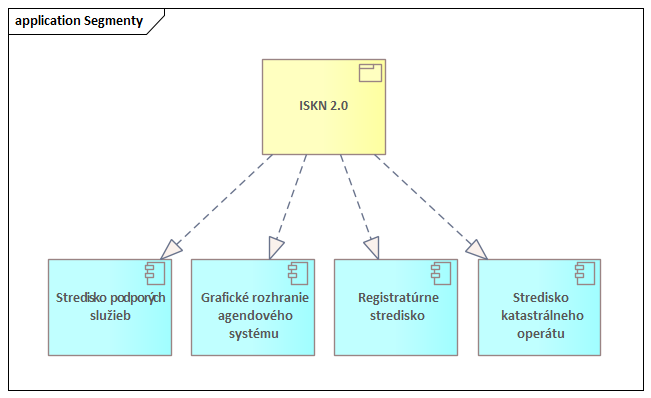 application Segmenty
ISKN 2.0
Stredisko podporých
služieb
Grafické rozhranie
agendového
systému
Registratúrne
stredisko
Stredisko
katastrálneho
operátu